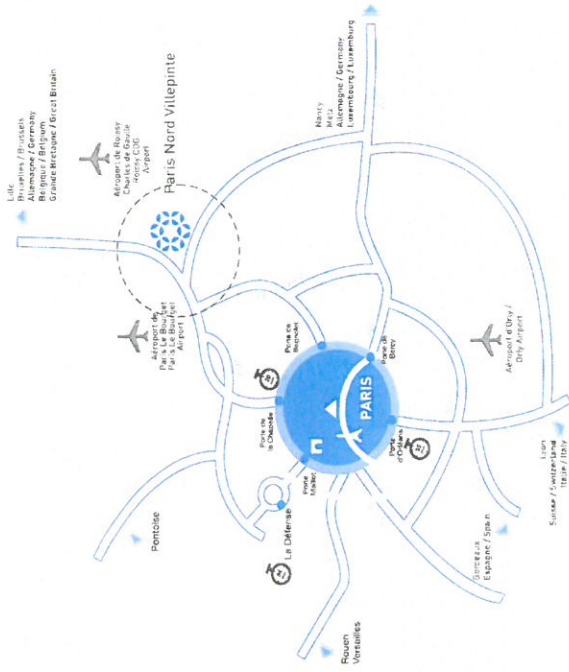 Lille
Bruxelles / Brussels
Allemagne / Germany
Belgique / Belgium
Grande Bretagne / Great Britain
Aéroport de Roissy
Charles de Gaulle
Roissy CDG
Airport
Paris Nord Villepinte
Aéroport de
Paris Le Bourget
Paris Le Bourget
Airport
Nancy
Metz
Allemagne / Germany
Luxembourg / Luxemburg
Pontoise
Porte de
la Chapelle
Porte de
Bagnolet
La Défense
Porte
Maillot
PARIS
Porte de
Bercy
Porte
d'Orléans
Aéroport d'Orly /
Orly Airport
Rouen
Versailles
Bordeaux
Espagne / Spain
Lyon
Suisse / Switzerland
Italie / Italy